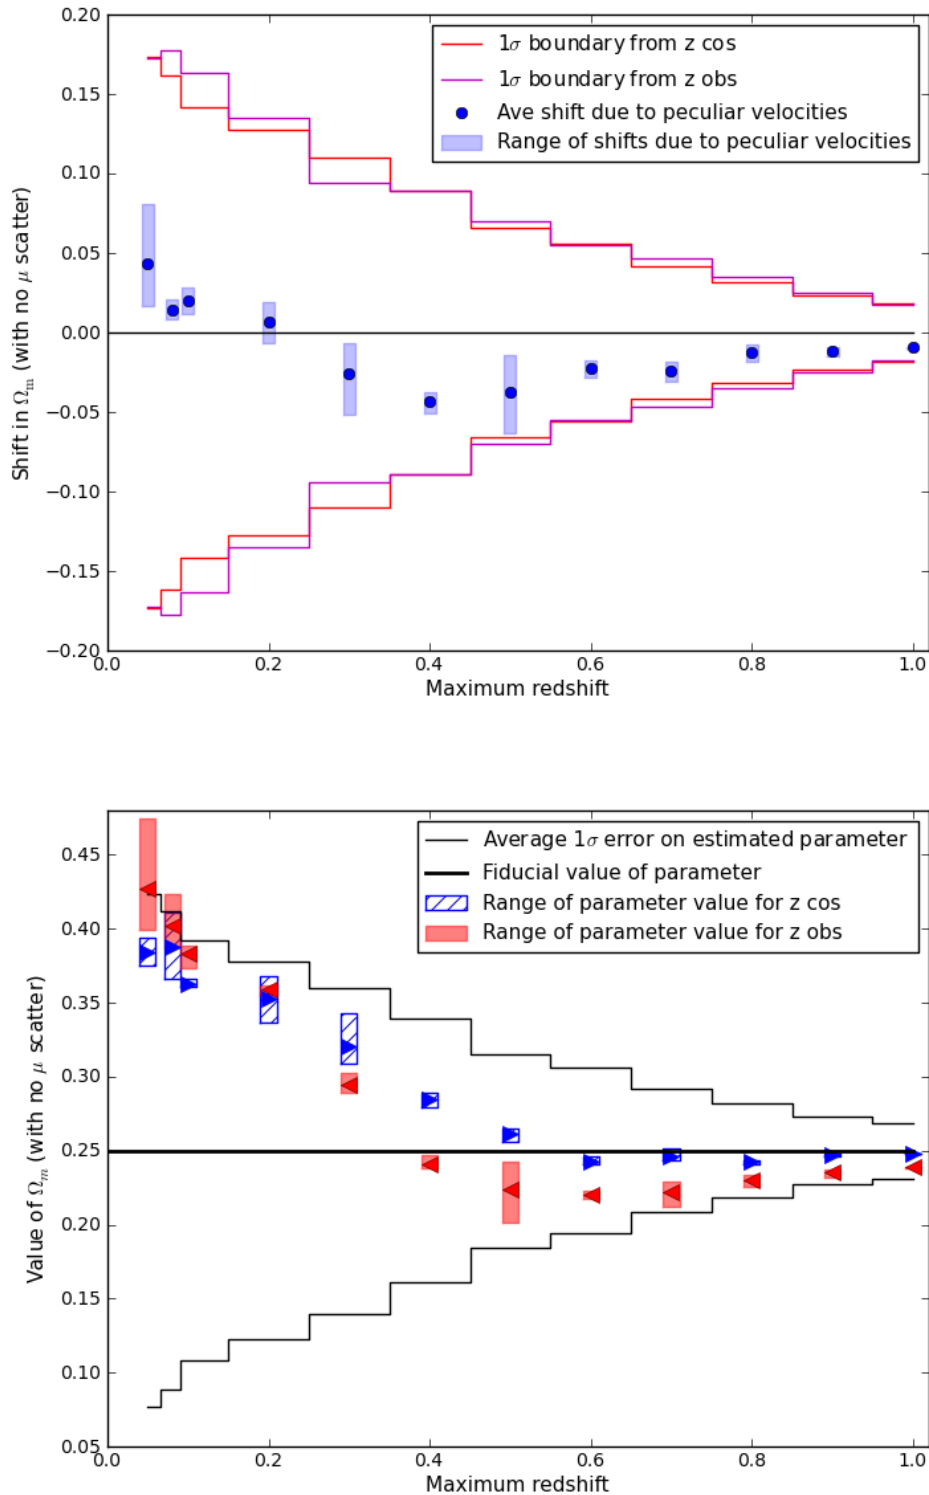 0.20
0.15
0.10
0.05
0.00
−0.05
−0.10
−0.15
−0.20
Shift in Ωm (with no μ scatter)
1σ boundary from z cos
1σ boundary from z obs
Ave shift due to peculiar velocities
Range of shifts due to peculiar velocities
0.0 0.2 0.4 0.6 0.8 1.0
Maximum redshift
0.45
0.40
0.35
0.30
0.25
0.20
0.15
0.10
0.05
Value of Ωm (with no μ scatter)
Average 1σ error on estimated parameter
Fiducial value of parameter
Range of parameter value for z cos
Range of parameter value for z obs
0.0 0.2 0.4 0.6 0.8 1.0
Maximum redshift